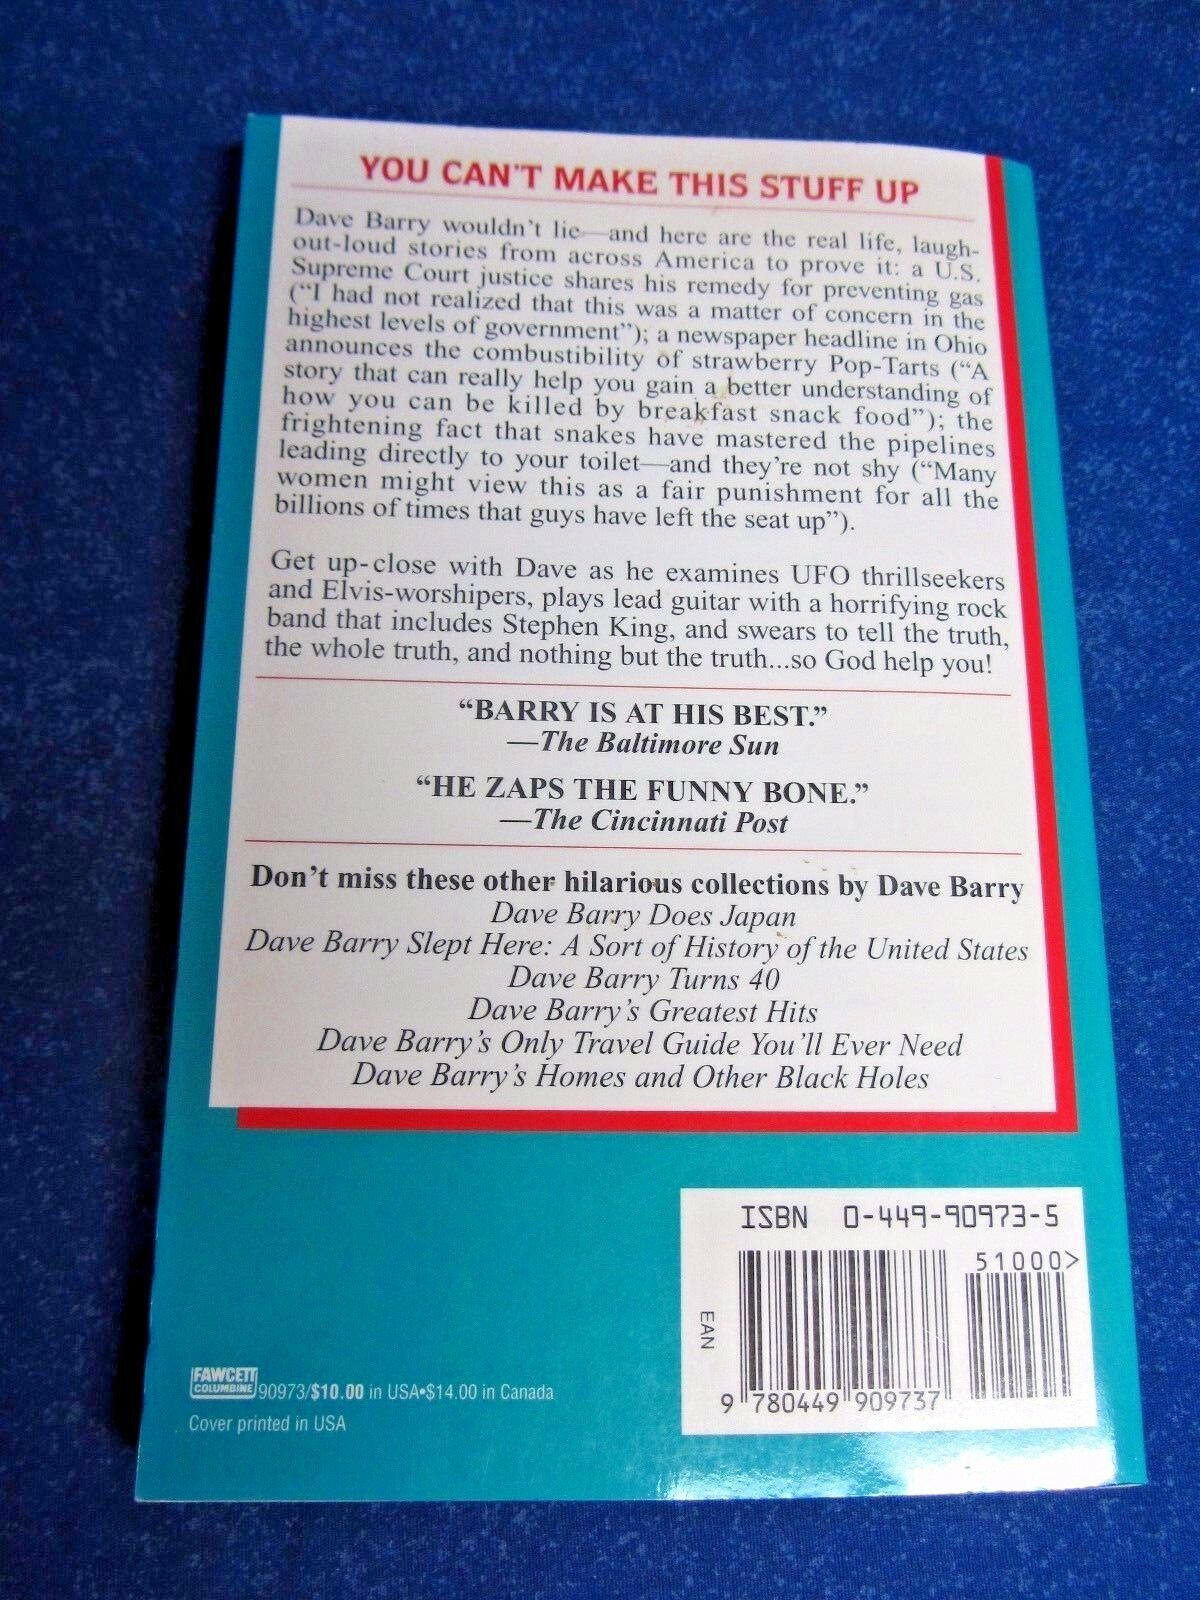 YOU CAN'T MAKE THIS STUFF UP
Dave Barry wouldn't lie—and here are the real life, laugh-
out-loud stories from across America to prove it: a U.S.
Supreme Court justice shares his remedy for preventing gas
(“I had not realized that this was a matter of concern in the
highest levels of government”); a newspaper headline in Ohio
announces the combustibility of strawberry Pop-Tarts (“A
story that can really help you gain a better understanding of
how you can be killed by breakfast snack food”); the
frightening fact that snakes have mastered the pipelines
leading directly to your toilet—and they're not shy (“Many
women might view this as a fair punishment for all the
billions of times that guys have left the seat up”).
Get up-close with Dave as he examines UFO thrillseekers
and Elvis-worshipers, plays lead guitar with a horrifying rock
band that includes Stephen King, and swears to tell the truth,
the whole truth, and nothing but the truth...so God help you!
“BARRY IS AT HIS BEST.”
—The Baltimore Sun
“HE ZAPS THE FUNNY BONE.”
—The Cincinnati Post
Don't miss these other hilarious collections by Dave Barry
Dave Barry Does Japan
Dave Barry Slept Here: A Sort of History of the United States
Dave Barry Turns 40
Dave Barry's Greatest Hits
Dave Barry's Only Travel Guide You'll Ever Need
Dave Barry's Homes and Other Black Holes
ISBN 0-449-90973-5
51000>
EAN
9 780449 909737
FAWCETT
COLUMBINE 90973/$10.00 in USA•$14.00 in Canada
Cover printed in USA